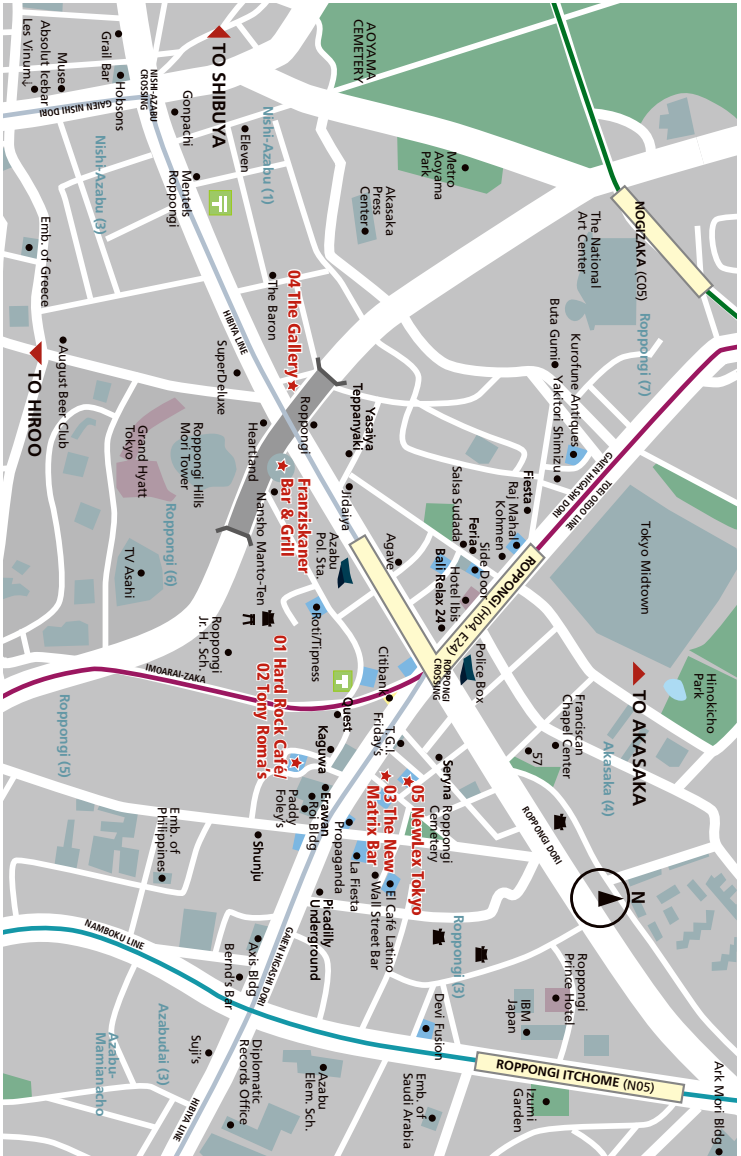 AOYAMA
CEMETERY
TO SHIBUYA
Grail Bar
Hobsons
Muse
Absolut Icebar
Les Vinum↓
NISHI-AZABU
CROSSING
GAIEN NISHI DORI
Gonpachi
Eleven
Nishi-Azabu (1)
Nishi-Azabu (3)
Mentels
Roppongi
Metro
Aoyama
Park
Akasaka
Press
Center
NOGIZAKA (C05)
The National
Art Center
Roppongi (7)
Emb. of Greece
TO HIROO
August Beer Club
The Baron
04 The Gallery
HIBIYA LINE
SuperDeluxe
Roppongi
Yasaiya
Teppanyaki
Heartland
Roppongi Hills
Mori Tower
Grand Hyatt
Tokyo
Roppongi (6)
TV Asahi
Franziskaner
Bar & Grill
Nansho Manto-Ten
Jidaiya
Buta Gumi
Kurofune Antiques
Yakitori Shimizu
GAIEN HIGASHI DORI
TOEI OEDO LINE
Fiesta
Raj Mahal
Kohmen
Salsa Sudada
Feria
Side Door
Hotel Ibis
Bali Relax 24
Agave
Azabu
Pol. Sta.
Tokyo Midtown
ROPPONGI (H04, E24)
ROPPONGI
CROSSING
Police Box
Hinokicho
Park
TO AKASAKA
Akasaka (4)
Franciscan
Chapel Center
57
Roti/Tipness
Roppongi
Jr. H. Sch.
IMOARAI-ZAKA
01 Hard Rock Café/
02 Tony Roma's
Citibank
T.G.I.
Friday's
Quest
Kaguwa
Seryna
Roppongi
Cemetery
ROPPONGI DORI
Roppongi (5)
Erawan
Roi Bldg
Paddy
Foley's
Propaganda
La Fiesta
03 The New
Matrix Bar
05 NewLex Tokyo
Wall Street Bar
El Café Latino
Emb. of
Philippines
Shunju
Picadilly
Underground
N
Roppongi (3)
NAMBOKU LINE
Axis Bldg
Bernd's Bar
GAIEN HIGASHI DORI
Devi Fusion
Roppongi
Prince Hotel
IBM
Japan
Azabudai (3)
Azabu-
Mamianacho
Suji's
Diplomatic
Records Office
Azabu
Elem. Sch.
Emb. of
Saudi Arabia
ROPPONGI ITCHOME (N05)
Izumi
Garden
Ark Mori Bldg
HIBIYA LINE